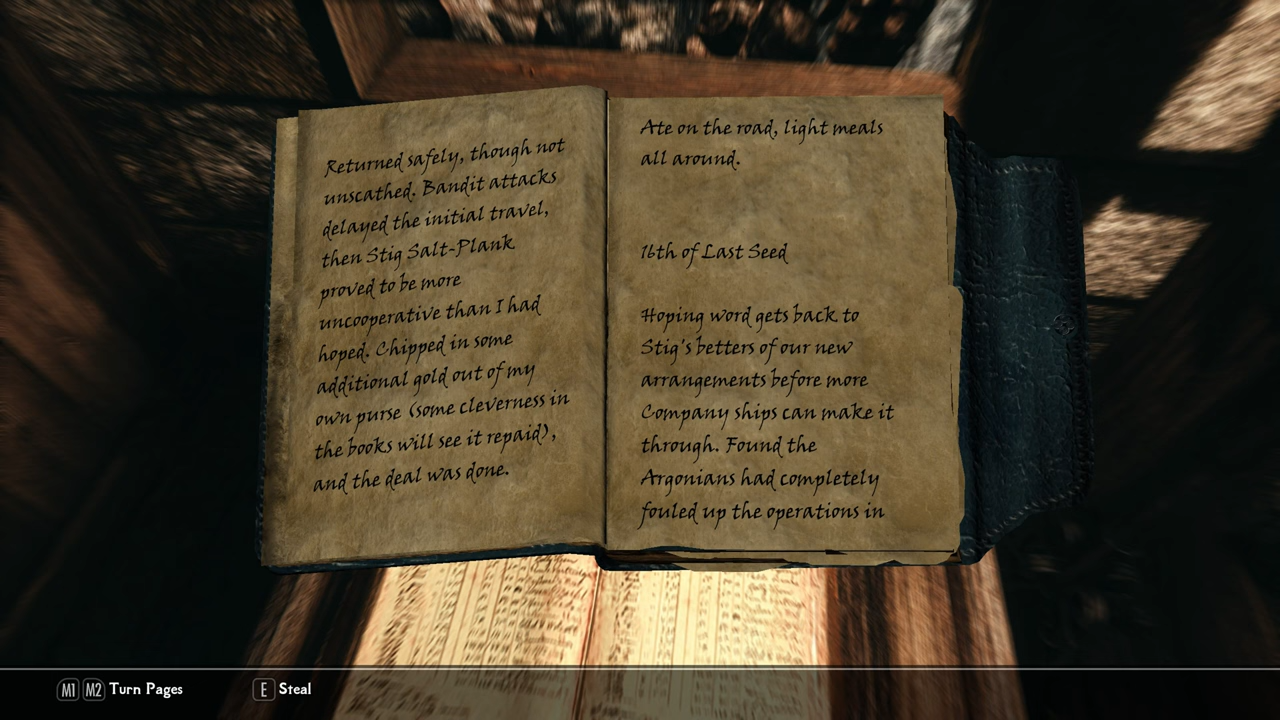 Returned safely, though not
unscathed. Bandit attacks
delayed the initial travel,
then Stig Salt-Plank
proved to be more
uncooperative than I had
hoped. Chipped in some
additional gold out of my
own purse (some cleverness in
the books will see it repaid),
and the deal was done.
Ate on the road, light meals
all around.
16th of Last Seed
Hoping word gets back to
Stig's betters of our new
arrangements before more
Company ships can make it
through. Found the
Argonians had completely
fouled up the operations in
M1 M2 Turn Pages
E Steal